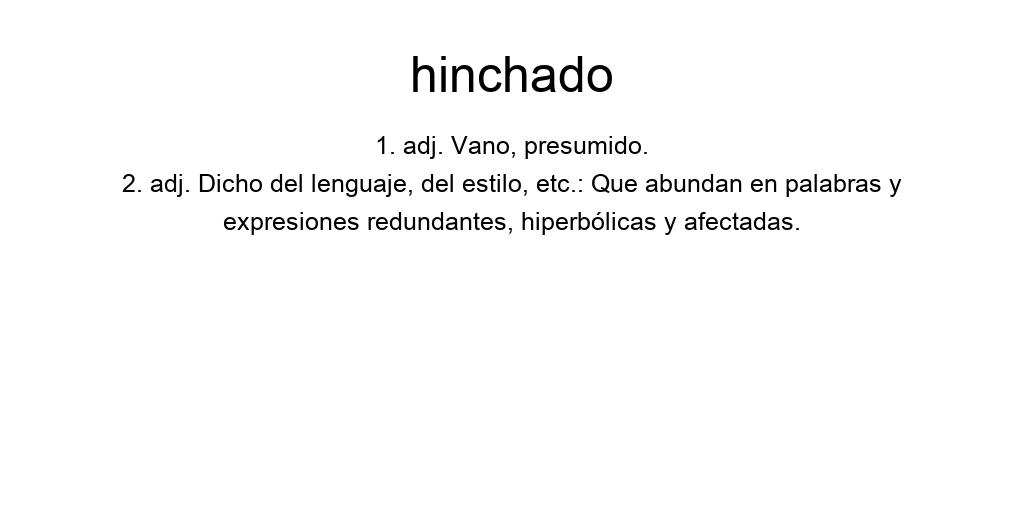 hinchado
1. adj. Vano, presumido.
2. adj. Dicho del lenguaje, del estilo, etc.: Que abundan en palabras y
expresiones redundantes, hiperbólicas y afectadas.